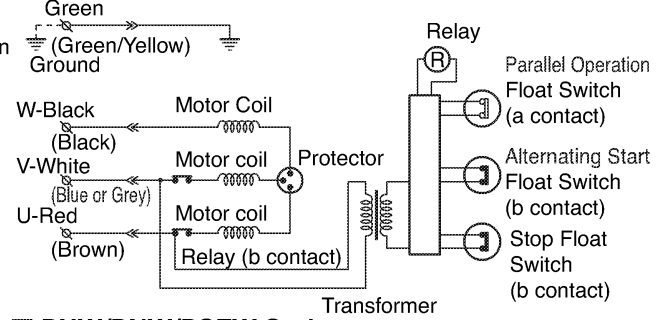 Green
(Green/Yellow)
Ground
n
Relay
R
Parallel Operation
Float Switch
(a contact)
W-Black
(Black)
Motor Coil
V-White
(Blue or Grey)
Motor coil
Protector
Alternating Start
Float Switch
(b contact)
U-Red
(Brown)
Motor coil
Relay (b contact)
Stop Float
Switch
(b contact)
Transformer